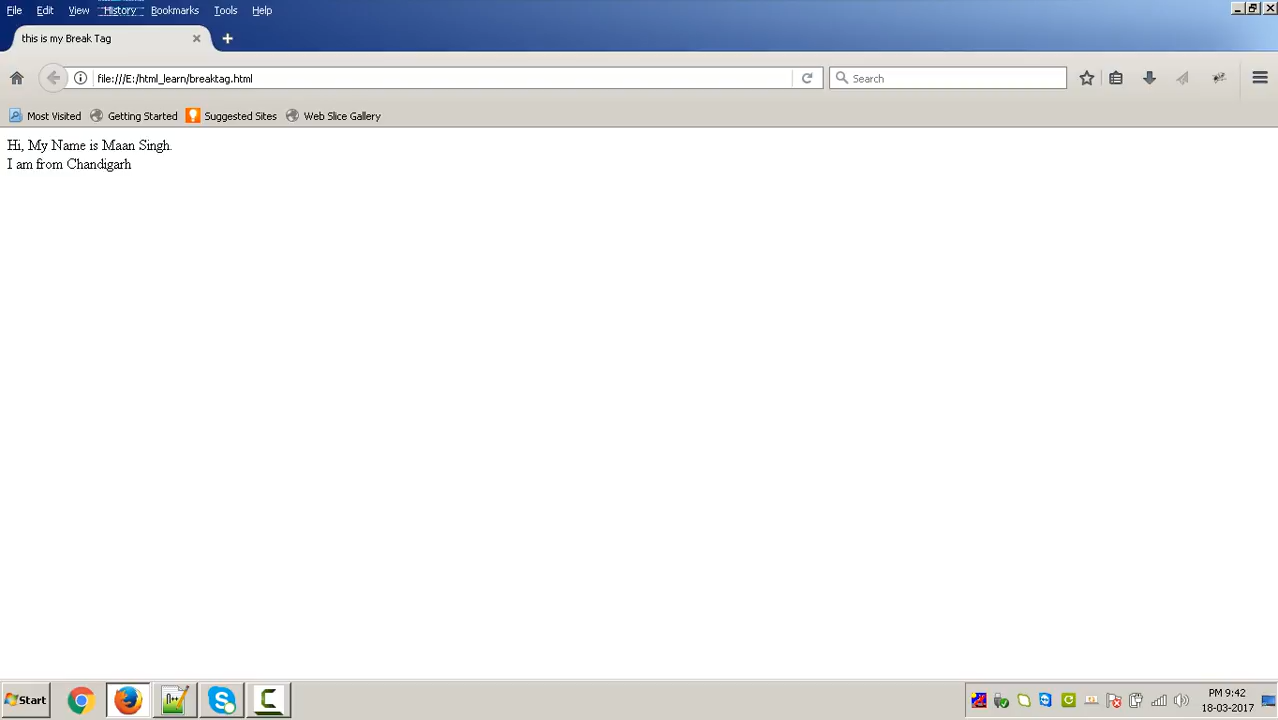 File Edit View History Bookmarks Tools Help
this is my Break Tag
file:///E:/html_learn/breaktag.html
Search
Most Visited Getting Started Suggested Sites Web Slice Gallery
Hi, My Name is Maan Singh.
I am from Chandigarh
Start
PM 9:42
18-03-2017